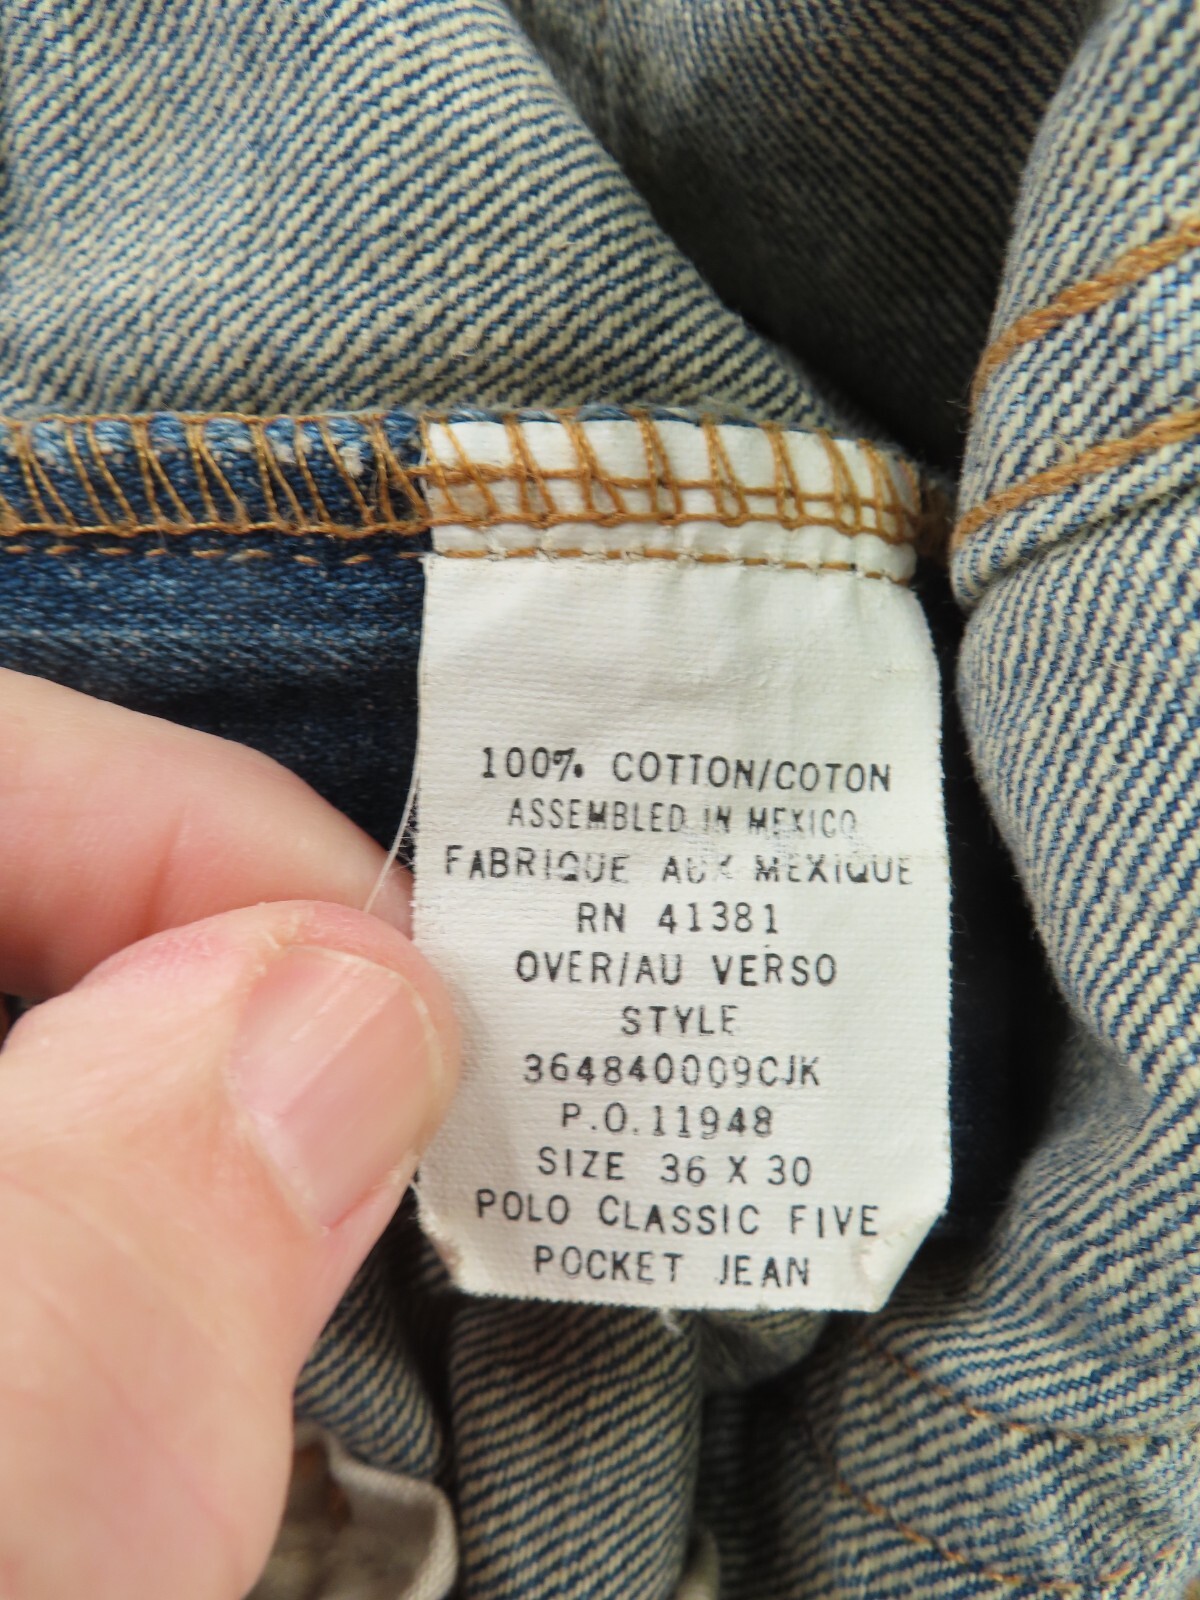 100% COTTON/COTON
ASSEMBLED IN MEXICO
FABRIQUE AUX MEXIQUE
RN 41381
OVER/AU VERSO
STYLE
364840009CJK
P.O.11948
SIZE 36 X 30
POLO CLASSIC FIVE
POCKET JEAN